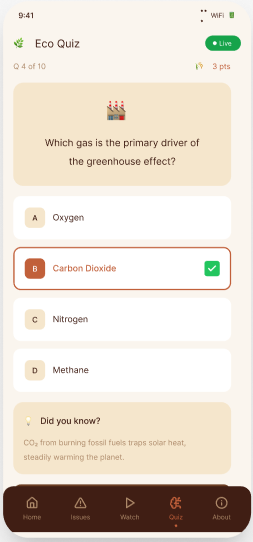 9:41
WiFi
Eco Quiz
Live
Q 4 of 10
3 pts
Which gas is the primary driver of
the greenhouse effect?
A Oxygen
B Carbon Dioxide
C Nitrogen
D Methane
Did you know?
CO₂ from burning fossil fuels traps solar heat,
steadily warming the planet.
Home Issues Watch Quiz About